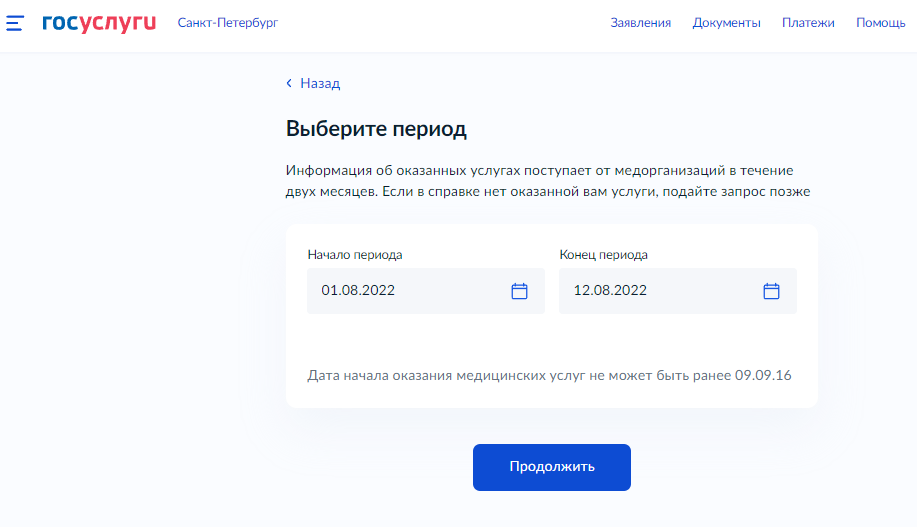 госуслуги Санкт-Петербург Заявления Документы Платежи Помощь
Назад
Выберите период
Информация об оказанных услугах поступает от медорганизаций в течение
двух месяцев. Если в справке нет оказанной вам услуги, подайте запрос позже
Начало периода Конец периода
01.08.2022 12.08.2022
Дата начала оказания медицинских услуг не может быть ранее 09.09.16
Продолжить